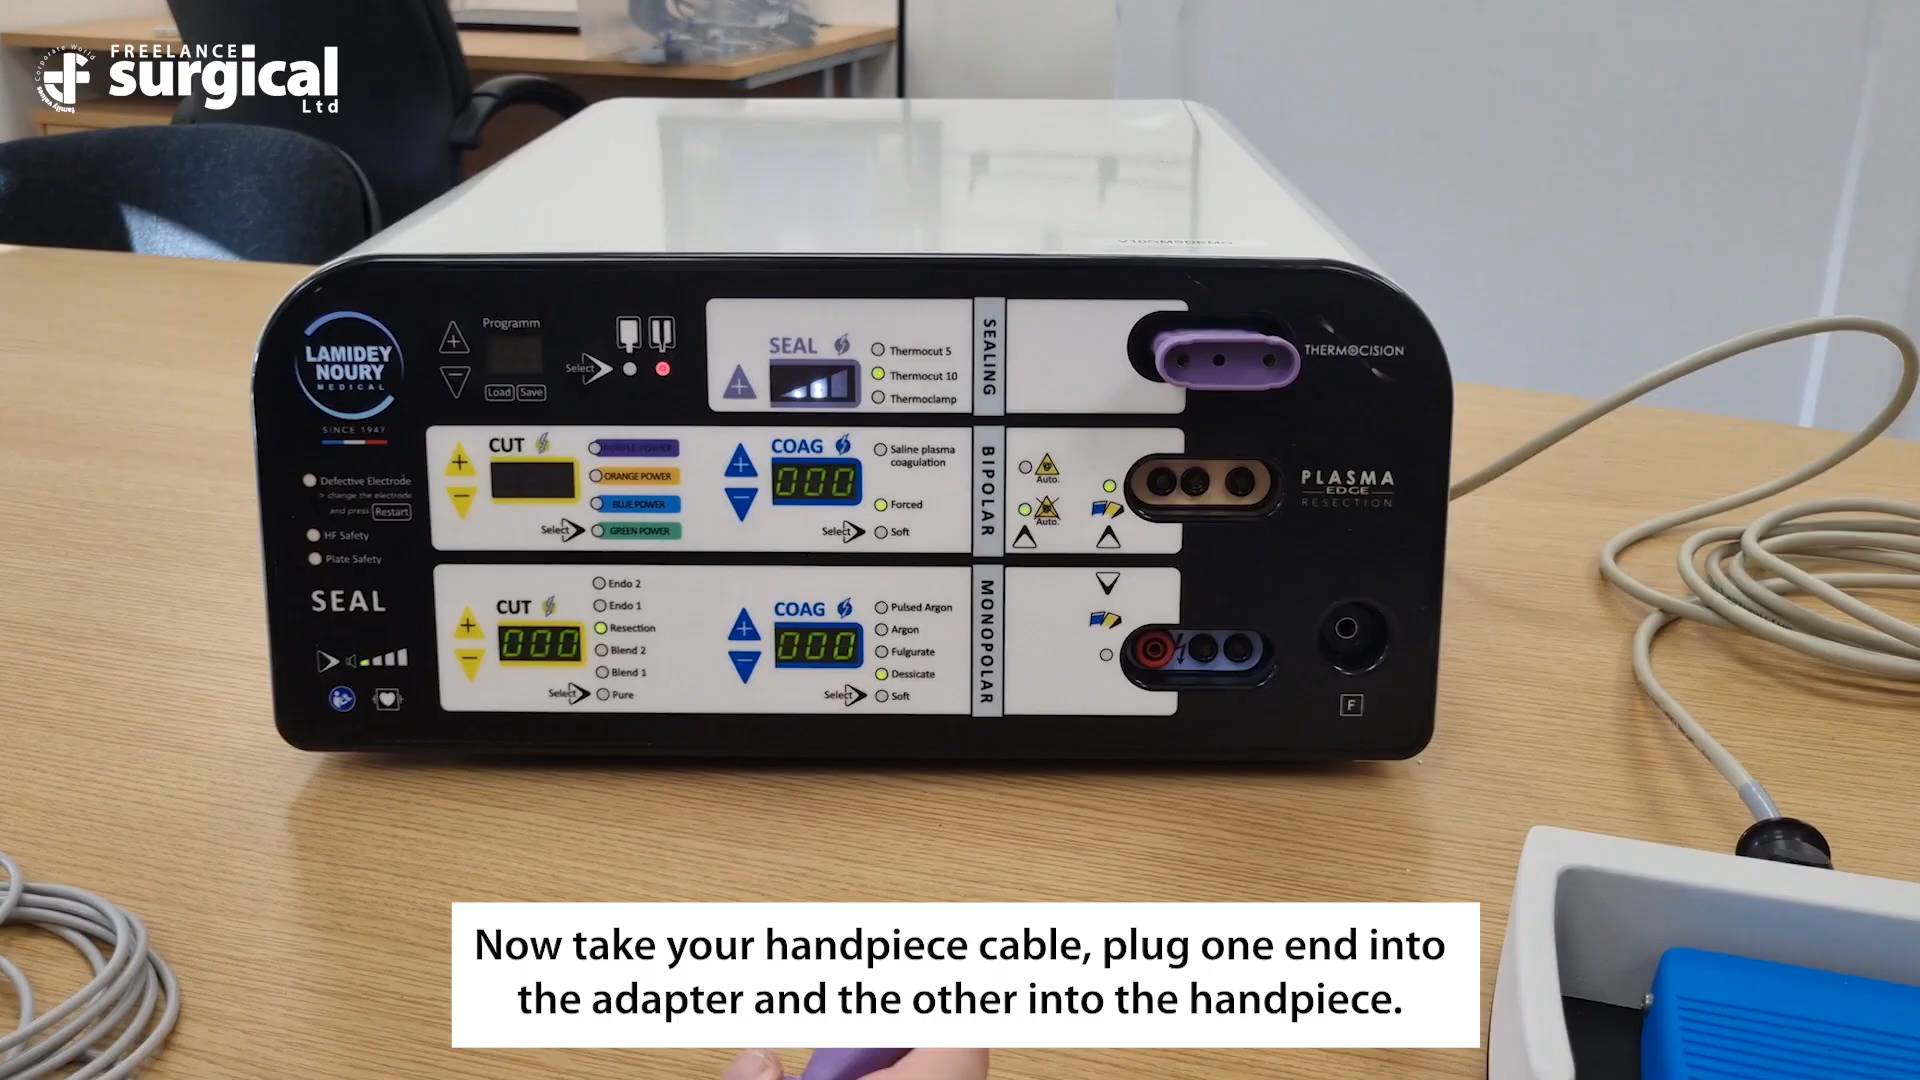 FREELANCE
surgical
Ltd
Corporate World
family values
LAMIDEY
NOURY
MEDICAL
SINCE 1947
Defective Electrode
> change the electrode
and press Restart
HF Safety
Plate Safety
SEAL
Programm
Load Save
Select
SEAL
Thermocut 5
Thermocut 10
Thermoclamp
SEALING
THERMOCISION
CUT
PURPLE POWER
ORANGE POWER
BLUE POWER
GREEN POWER
Select
COAG
000
Saline plasma
coagulation
Forced
Soft
Select
BIPOLAR
Auto.
Auto.
PLASMA
EDGE
RESECTION
CUT
000
Endo 2
Endo 1
Resection
Blend 2
Blend 1
Pure
Select
COAG
000
Pulsed Argon
Argon
Fulgurate
Dessicate
Soft
Select
MONOPOLAR
F
Now take your handpiece cable, plug one end into
the adapter and the other into the handpiece.